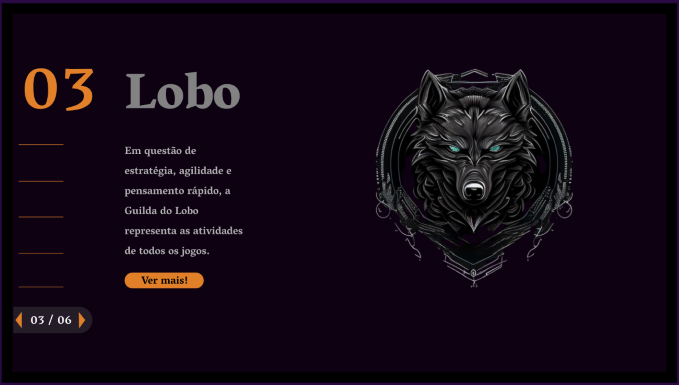 03
Lobo
Em questão de
estratégia, agilidade e
pensamento rápido, a
Guilda do Lobo
representa as atividades
de todos os jogos.
Ver mais!
03 / 06